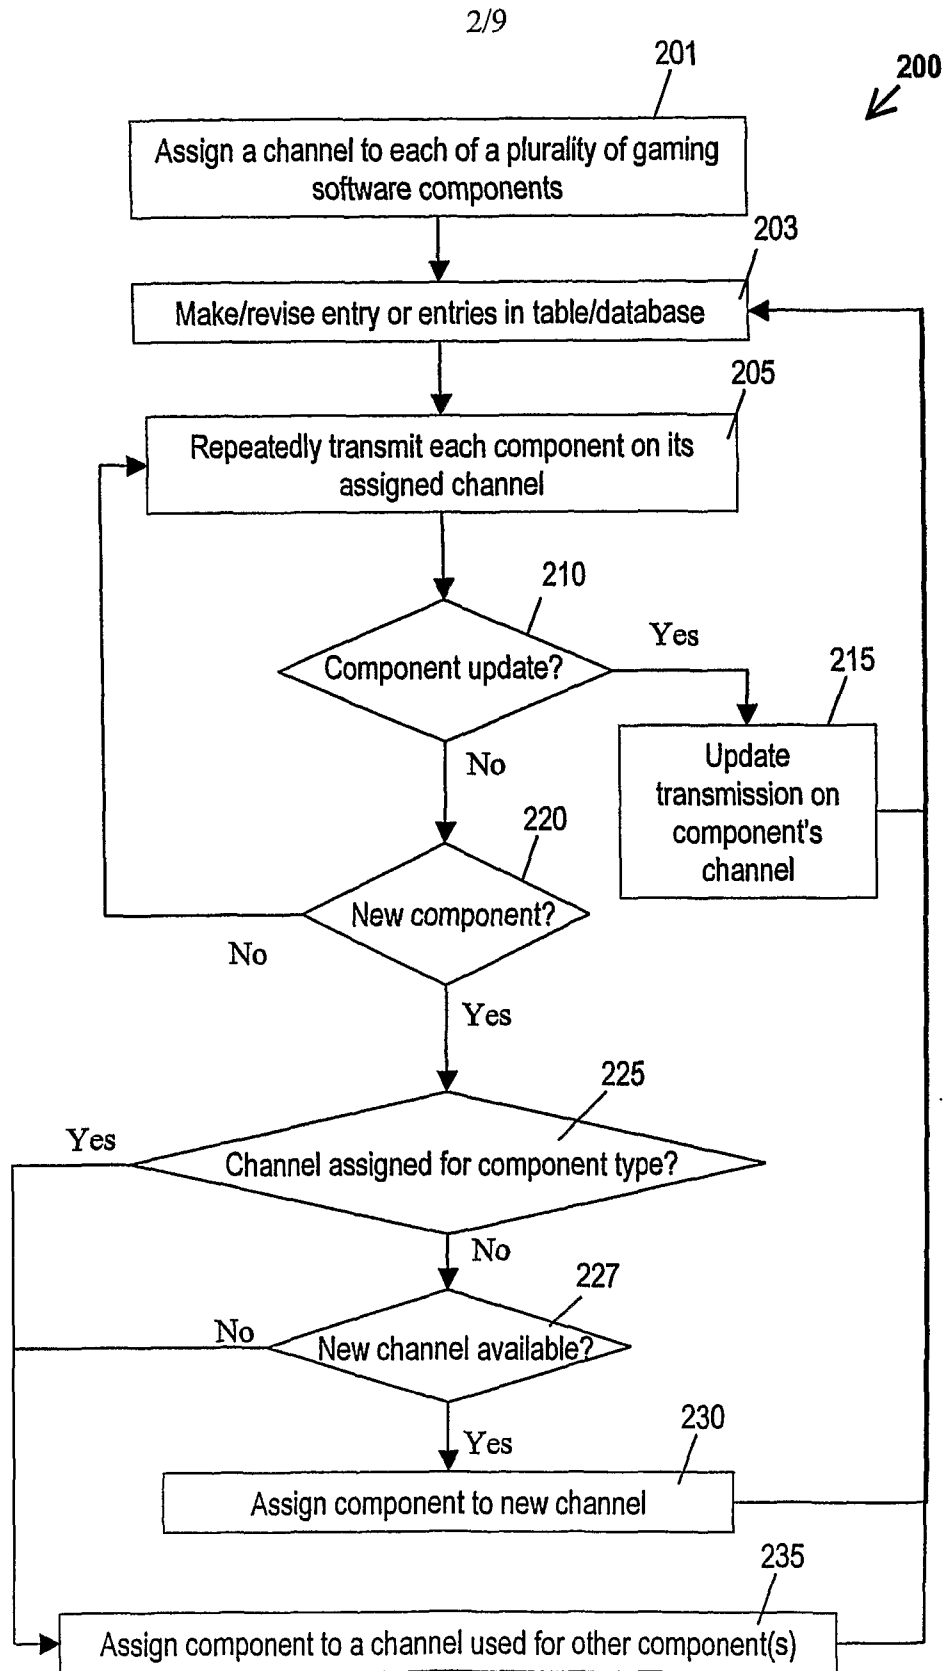 2/9
201
200
Assign a channel to each of a plurality of gaming
software components
203
Make/revise entry or entries in table/database
205
Repeatedly transmit each component on its
assigned channel
210
Component update?
Yes
215
Update
transmission on
component's
channel
No
220
New component?
No
Yes
225
Yes
Channel assigned for component type?
No
227
No
New channel available?
Yes
230
Assign component to new channel
235
Assign component to a channel used for other component(s)